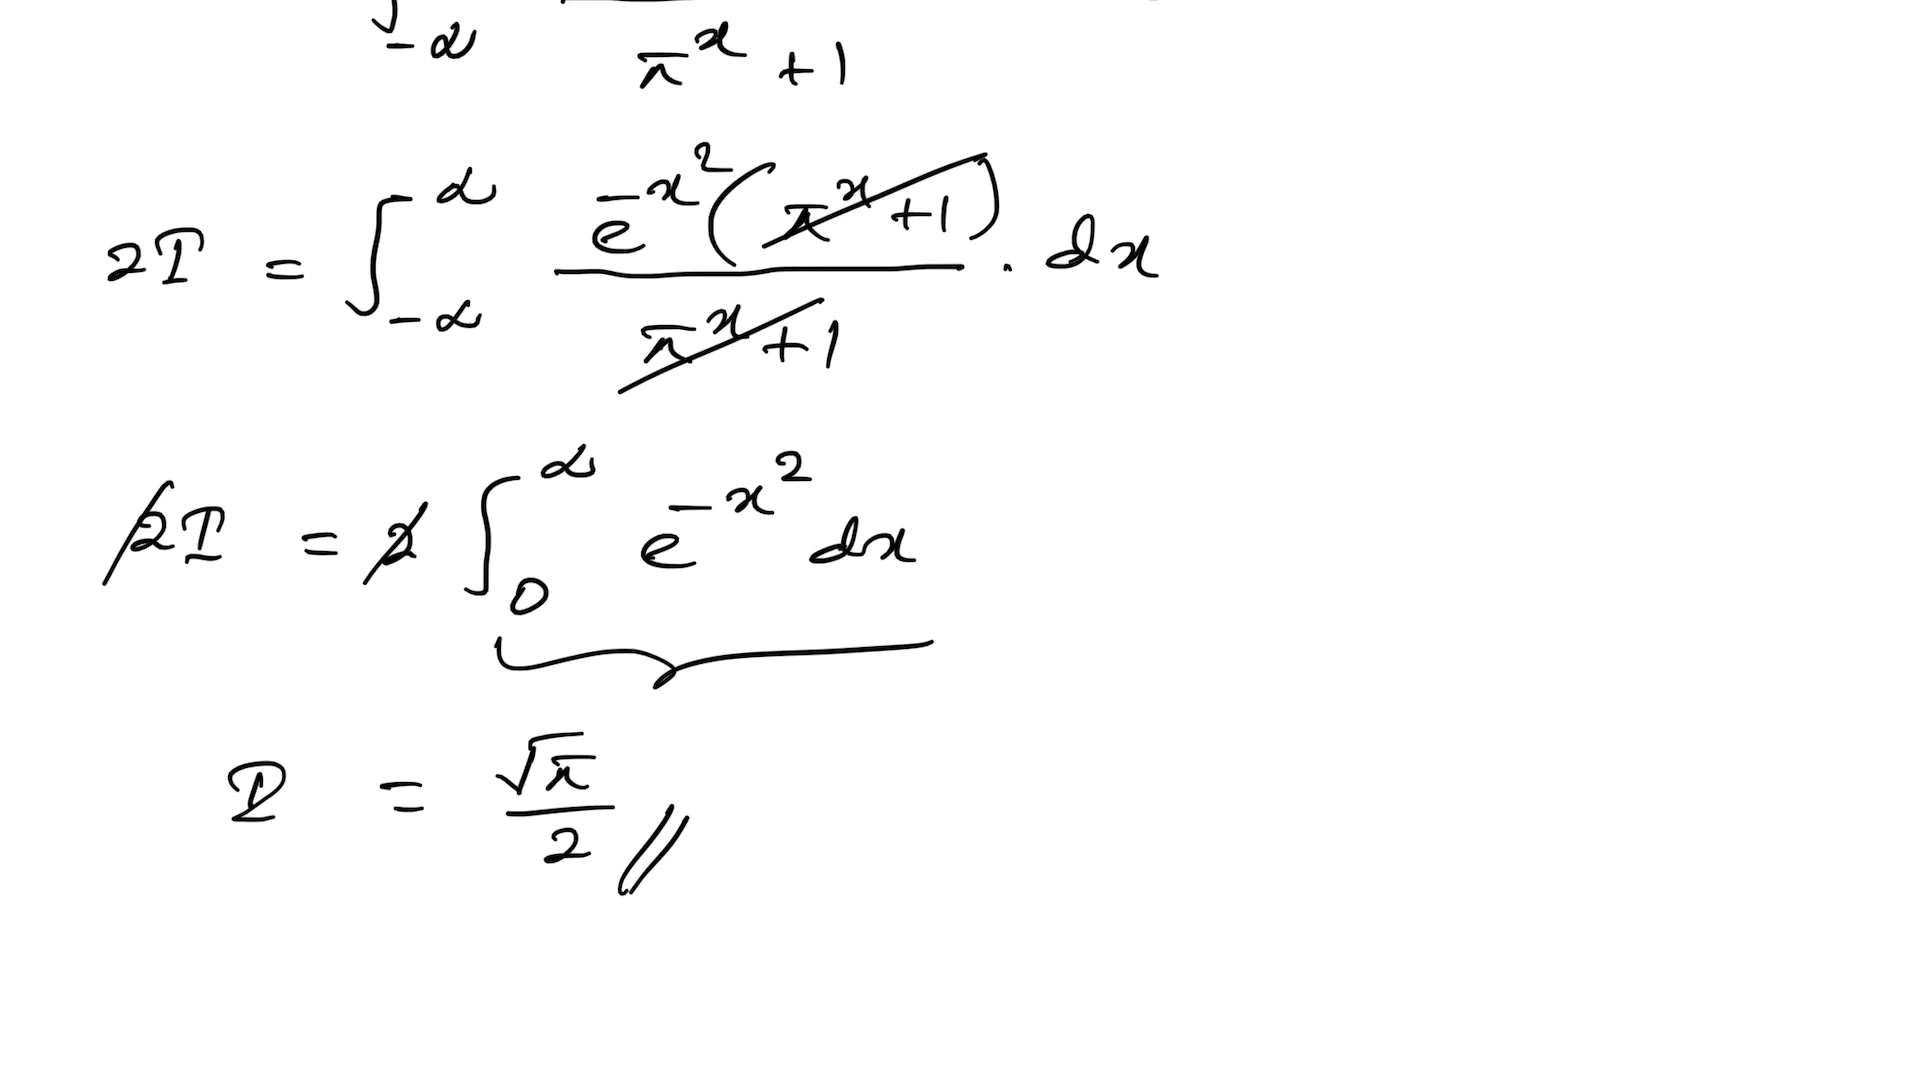 ∫_{-∞} π^x + 1
2I = ∫_{-∞}^{∞} e^{-x^2} (π^x + 1) / π^x + 1 . dx
2I = 2 ∫_0^∞ e^{-x^2} dx
I = √π / 2 //